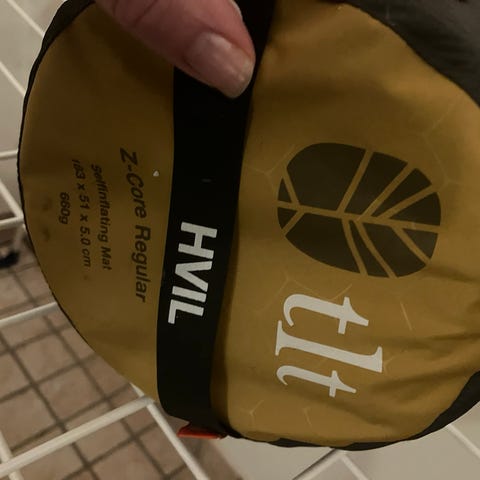 Z-Core Regular
Selfinflating Mat
183 x 51 x 5.0 cm
660g
HVIL
tlt